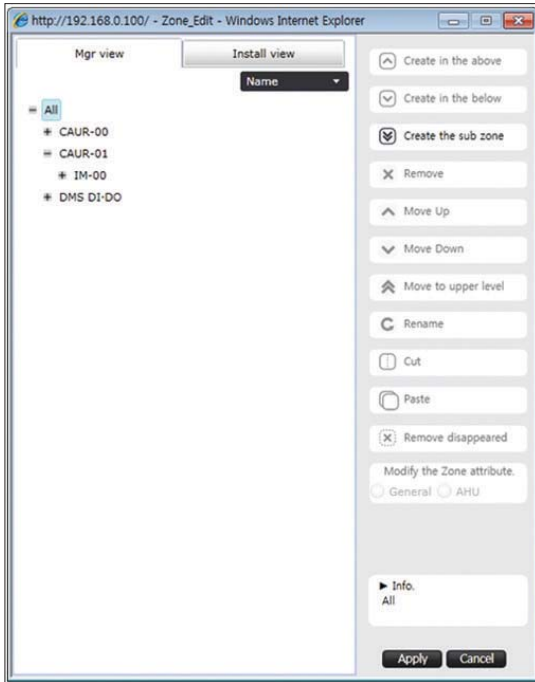 http://192.168.0.100/ - Zone_Edit - Windows Internet Explorer
Mgr view
Install view
Name
All
CAUR-00
CAUR-01
IM-00
DMS DI-DO
Create in the above
Create in the below
Create the sub zone
Remove
Move Up
Move Down
Move to upper level
Rename
Cut
Paste
Remove disappeared
Modify the Zone attribute.
General AHU
Info.
All
Apply Cancel